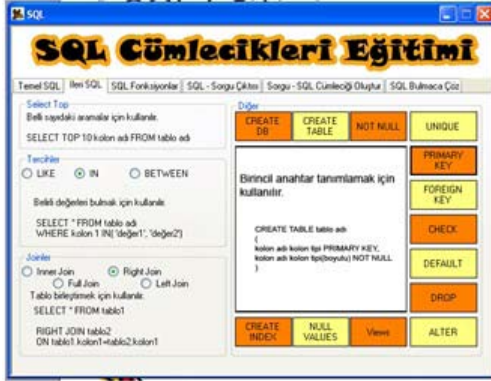 SQL
SQL Cümlecikleri Eğitimi
Temel SQL
İleri SQL
SQL Fonksiyonlar
SQL - Sorgu Çıktısı
Sorgu - SQL Cümleciği Oluştur
SQL Bulmaca Çöz
Select Top
Belli sayıdaki aramalar için kullanılır.
SELECT TOP 10 kolon adı FROM tablo adı
Tercihler
LIKE IN BETWEEN
Belirli değerleri bulmak için kullanılır.
SELECT * FROM tablo adı
WHERE kolon 1 IN( 'değer1', 'değer2')
Joinler
Inner Join Right Join
Full Join Left Join
Tablo birleştirmek için kullanılır.
SELECT * FROM tablo1
RIGHT JOIN tablo2
ON tablo1.kolon1=tablo2.kolon1
Diğer
CREATE DB
CREATE TABLE
NOT NULL
UNIQUE
PRIMARY KEY
FOREIGN KEY
CHECK
DEFAULT
DROP
Birincil anahtar tanımlamak için
kullanılır.
CREATE TABLE tablo adı
(
kolon adı kolon tipi PRIMARY KEY,
kolon adı kolon tipi(boyutu) NOT NULL
)
CREATE INDEX
NULL VALUES
Views
ALTER